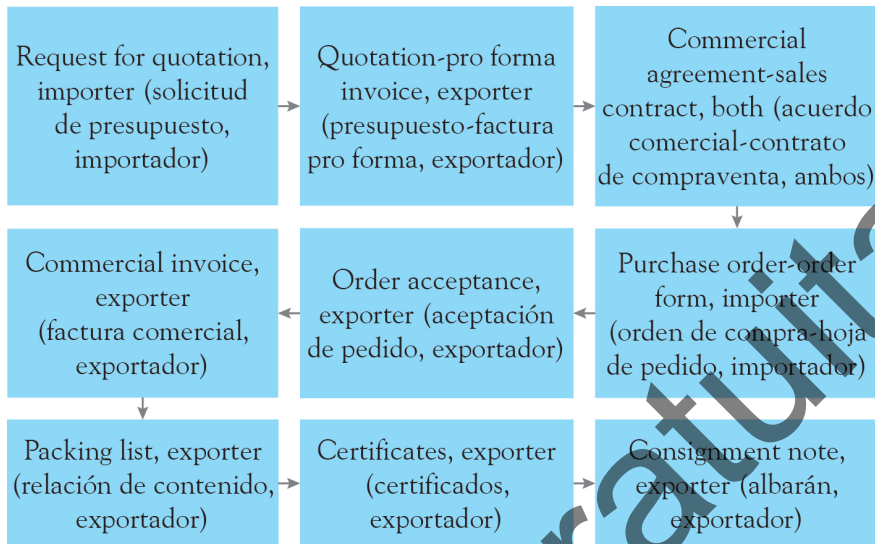 Request for quotation,
importer (solicitud
de presupuesto,
importador)
Quotation-pro forma
invoice, exporter
(presupuesto-factura
pro forma, exportador)
Commercial
agreement-sales
contract, both (acuerdo
comercial-contrato
de compraventa, ambos)
Purchase order-order
form, importer
(orden de compra-hoja
de pedido, importador)
Order acceptance,
exporter (aceptación
de pedido, exportador)
Commercial invoice,
exporter
(factura comercial,
exportador)
Packing list, exporter
(relación de contenido,
exportador)
Certificates, exporter
(certificados,
exportador)
Consignment note,
exporter (albarán,
exportador)
ratuita